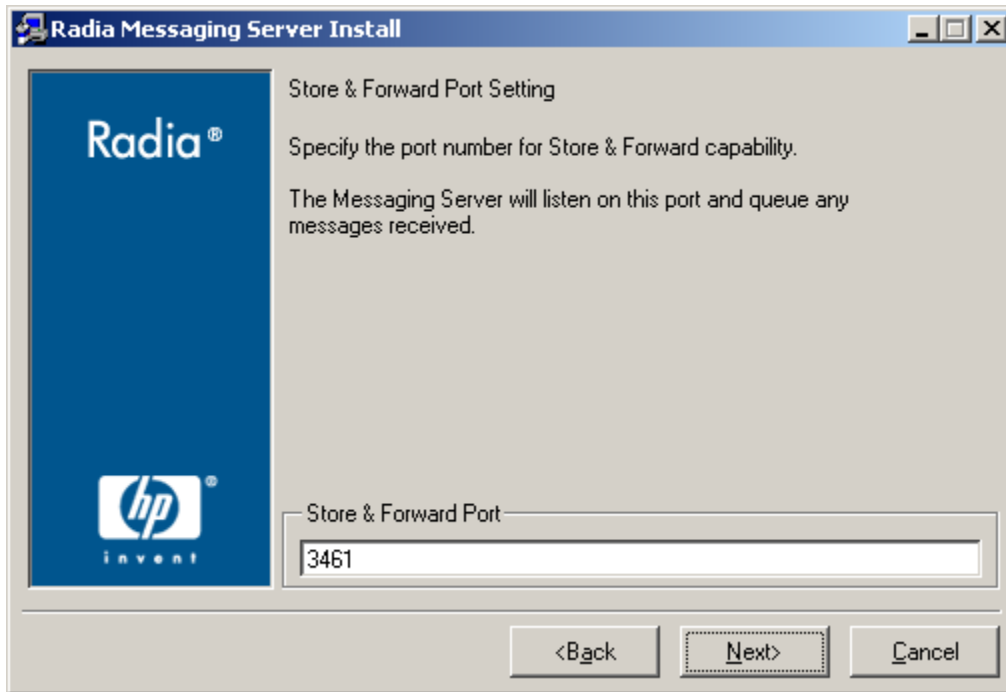 Radia Messaging Server Install
Radia®
Store & Forward Port Setting
Specify the port number for Store & Forward capability.
The Messaging Server will listen on this port and queue any
messages received.
hp®
invent
Store & Forward Port
3461
<Back
Next>
Cancel